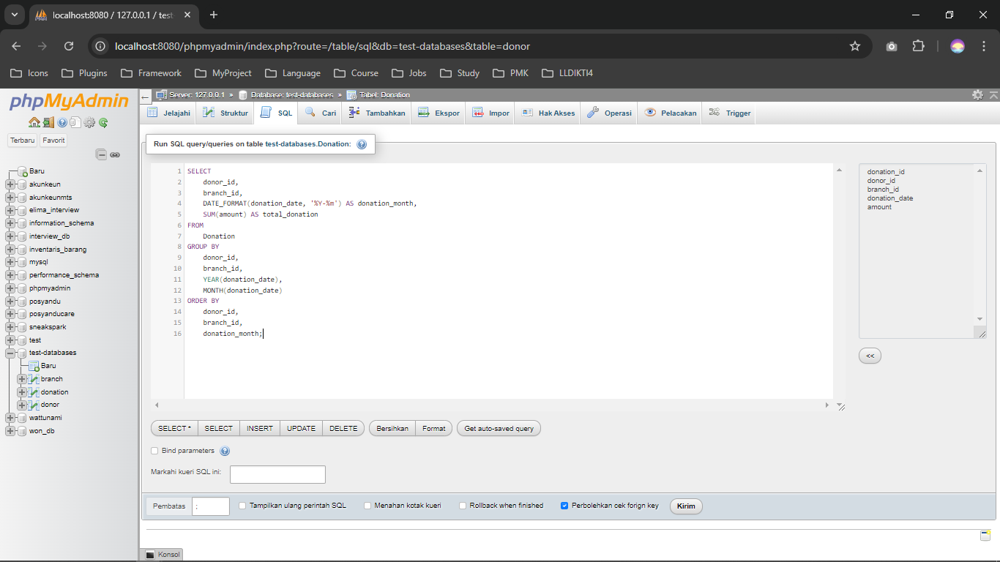 localhost:8080 / 127.0.0.1 / test-
localhost:8080/phpmyadmin/index.php?route=/table/sql&db=test-databases&table=donor
Icons Plugins Framework MyProject Language Course Jobs Study PMK LLDIKTI4
phpMyAdmin
Terbaru Favorit
Baru
akunkeun
akunkeunmts
elima_interview
information_schema
interview_db
inventaris_barang
mysql
performance_schema
phpmyadmin
posyandu
posyanducare
sneakspark
test
test-databases
Baru
branch
donation
donor
wattunami
won_db
Server: 127.0.0.1 » Database: test-databases » Tabel: Donation
Jelajahi Struktur SQL Cari Tambahkan Ekspor Impor Hak Akses Operasi Pelacakan Trigger
Run SQL query/queries on table test-databases.Donation:
1 SELECT
2 donor_id,
3 branch_id,
4 DATE_FORMAT(donation_date, '%Y-%m') AS donation_month,
5 SUM(amount) AS total_donation
6 FROM
7 Donation
8 GROUP BY
9 donor_id,
10 branch_id,
11 YEAR(donation_date),
12 MONTH(donation_date)
13 ORDER BY
14 donor_id,
15 branch_id,
16 donation_month;
donation_id
donor_id
branch_id
donation_date
amount
<<
SELECT * SELECT INSERT UPDATE DELETE Bersihkan Format Get auto-saved query
Bind parameters
Markahi kueri SQL ini:
Pembatas ; Tampilkan ulang perintah SQL Menahan kotak kueri Rollback when finished Perbolehkan cek forign key Kirim
Konsol